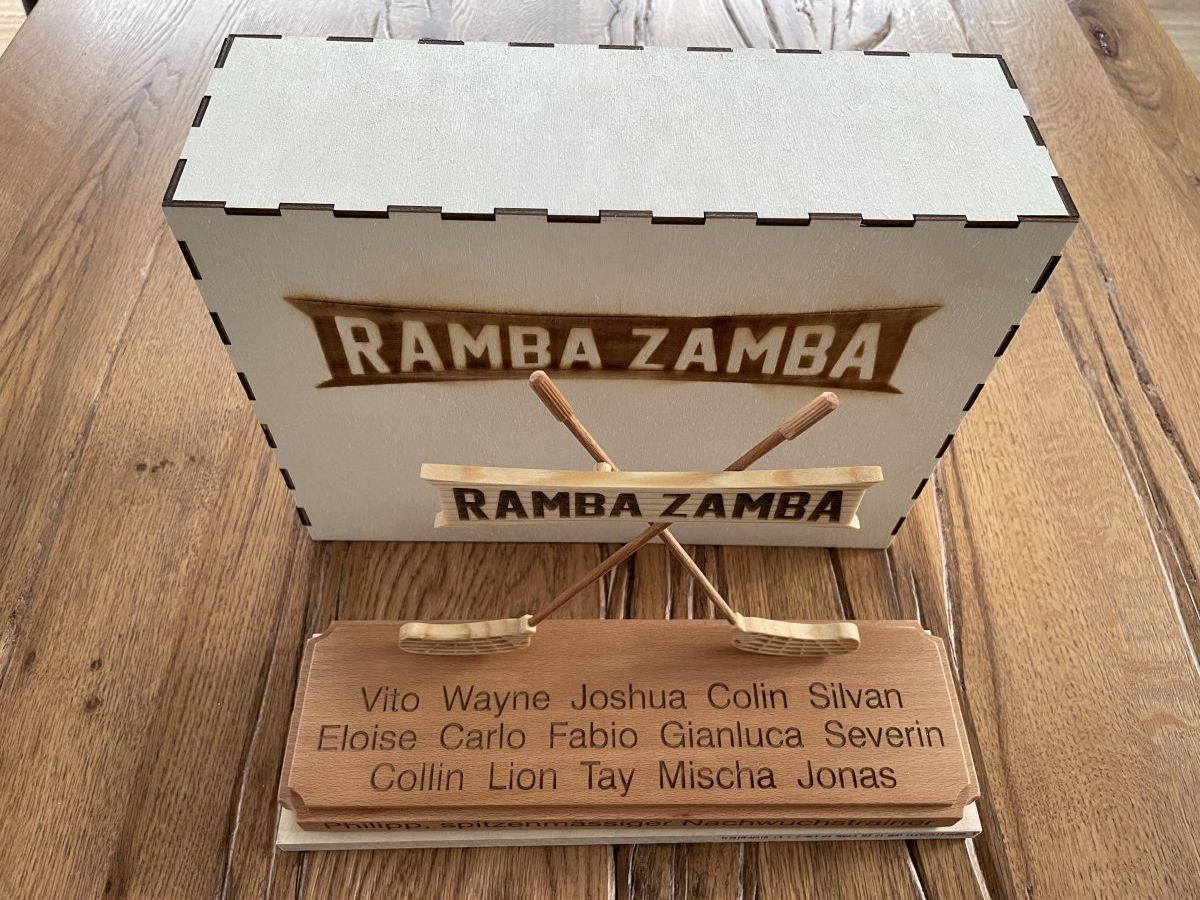 RAMBA ZAMBA
RAMBA ZAMBA
Vito Wayne Joshua Colin Silvan
Eloise Carlo Fabio Gianluca Severin
Collin Lion Tay Mischa Jonas
Philipp, spitzenmässiger Nachwuchstrainer